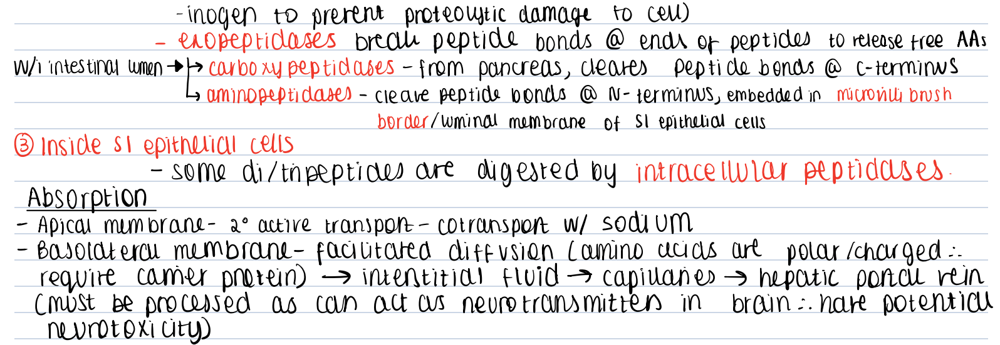 -inogen to prevent proteolytic damage to cell)
- exopeptidases break peptide bonds @ ends of peptides to release free AAs
w/i intestinal lumen → → carboxypeptidases - from pancreas, cleaves peptide bonds @ C-terminus
↳ aminopeptidases - cleave peptide bonds @ N-terminus, embedded in microvilli brush
border/luminal membrane of SI epithelial cells
③ Inside SI epithelial cells
- some di/tripeptides are digested by intracellular peptidases.
Absorption
- Apical membrane - 2° active transport - cotransport w/ sodium
- Basolateral membrane - facilitated diffusion (amino acids are polar/charged ∴
require carrier protein) → interstitial fluid → capillaries → hepatic portal vein
(must be processed as can act as neurotransmitters in brain ∴ have potential
neurotoxicity)